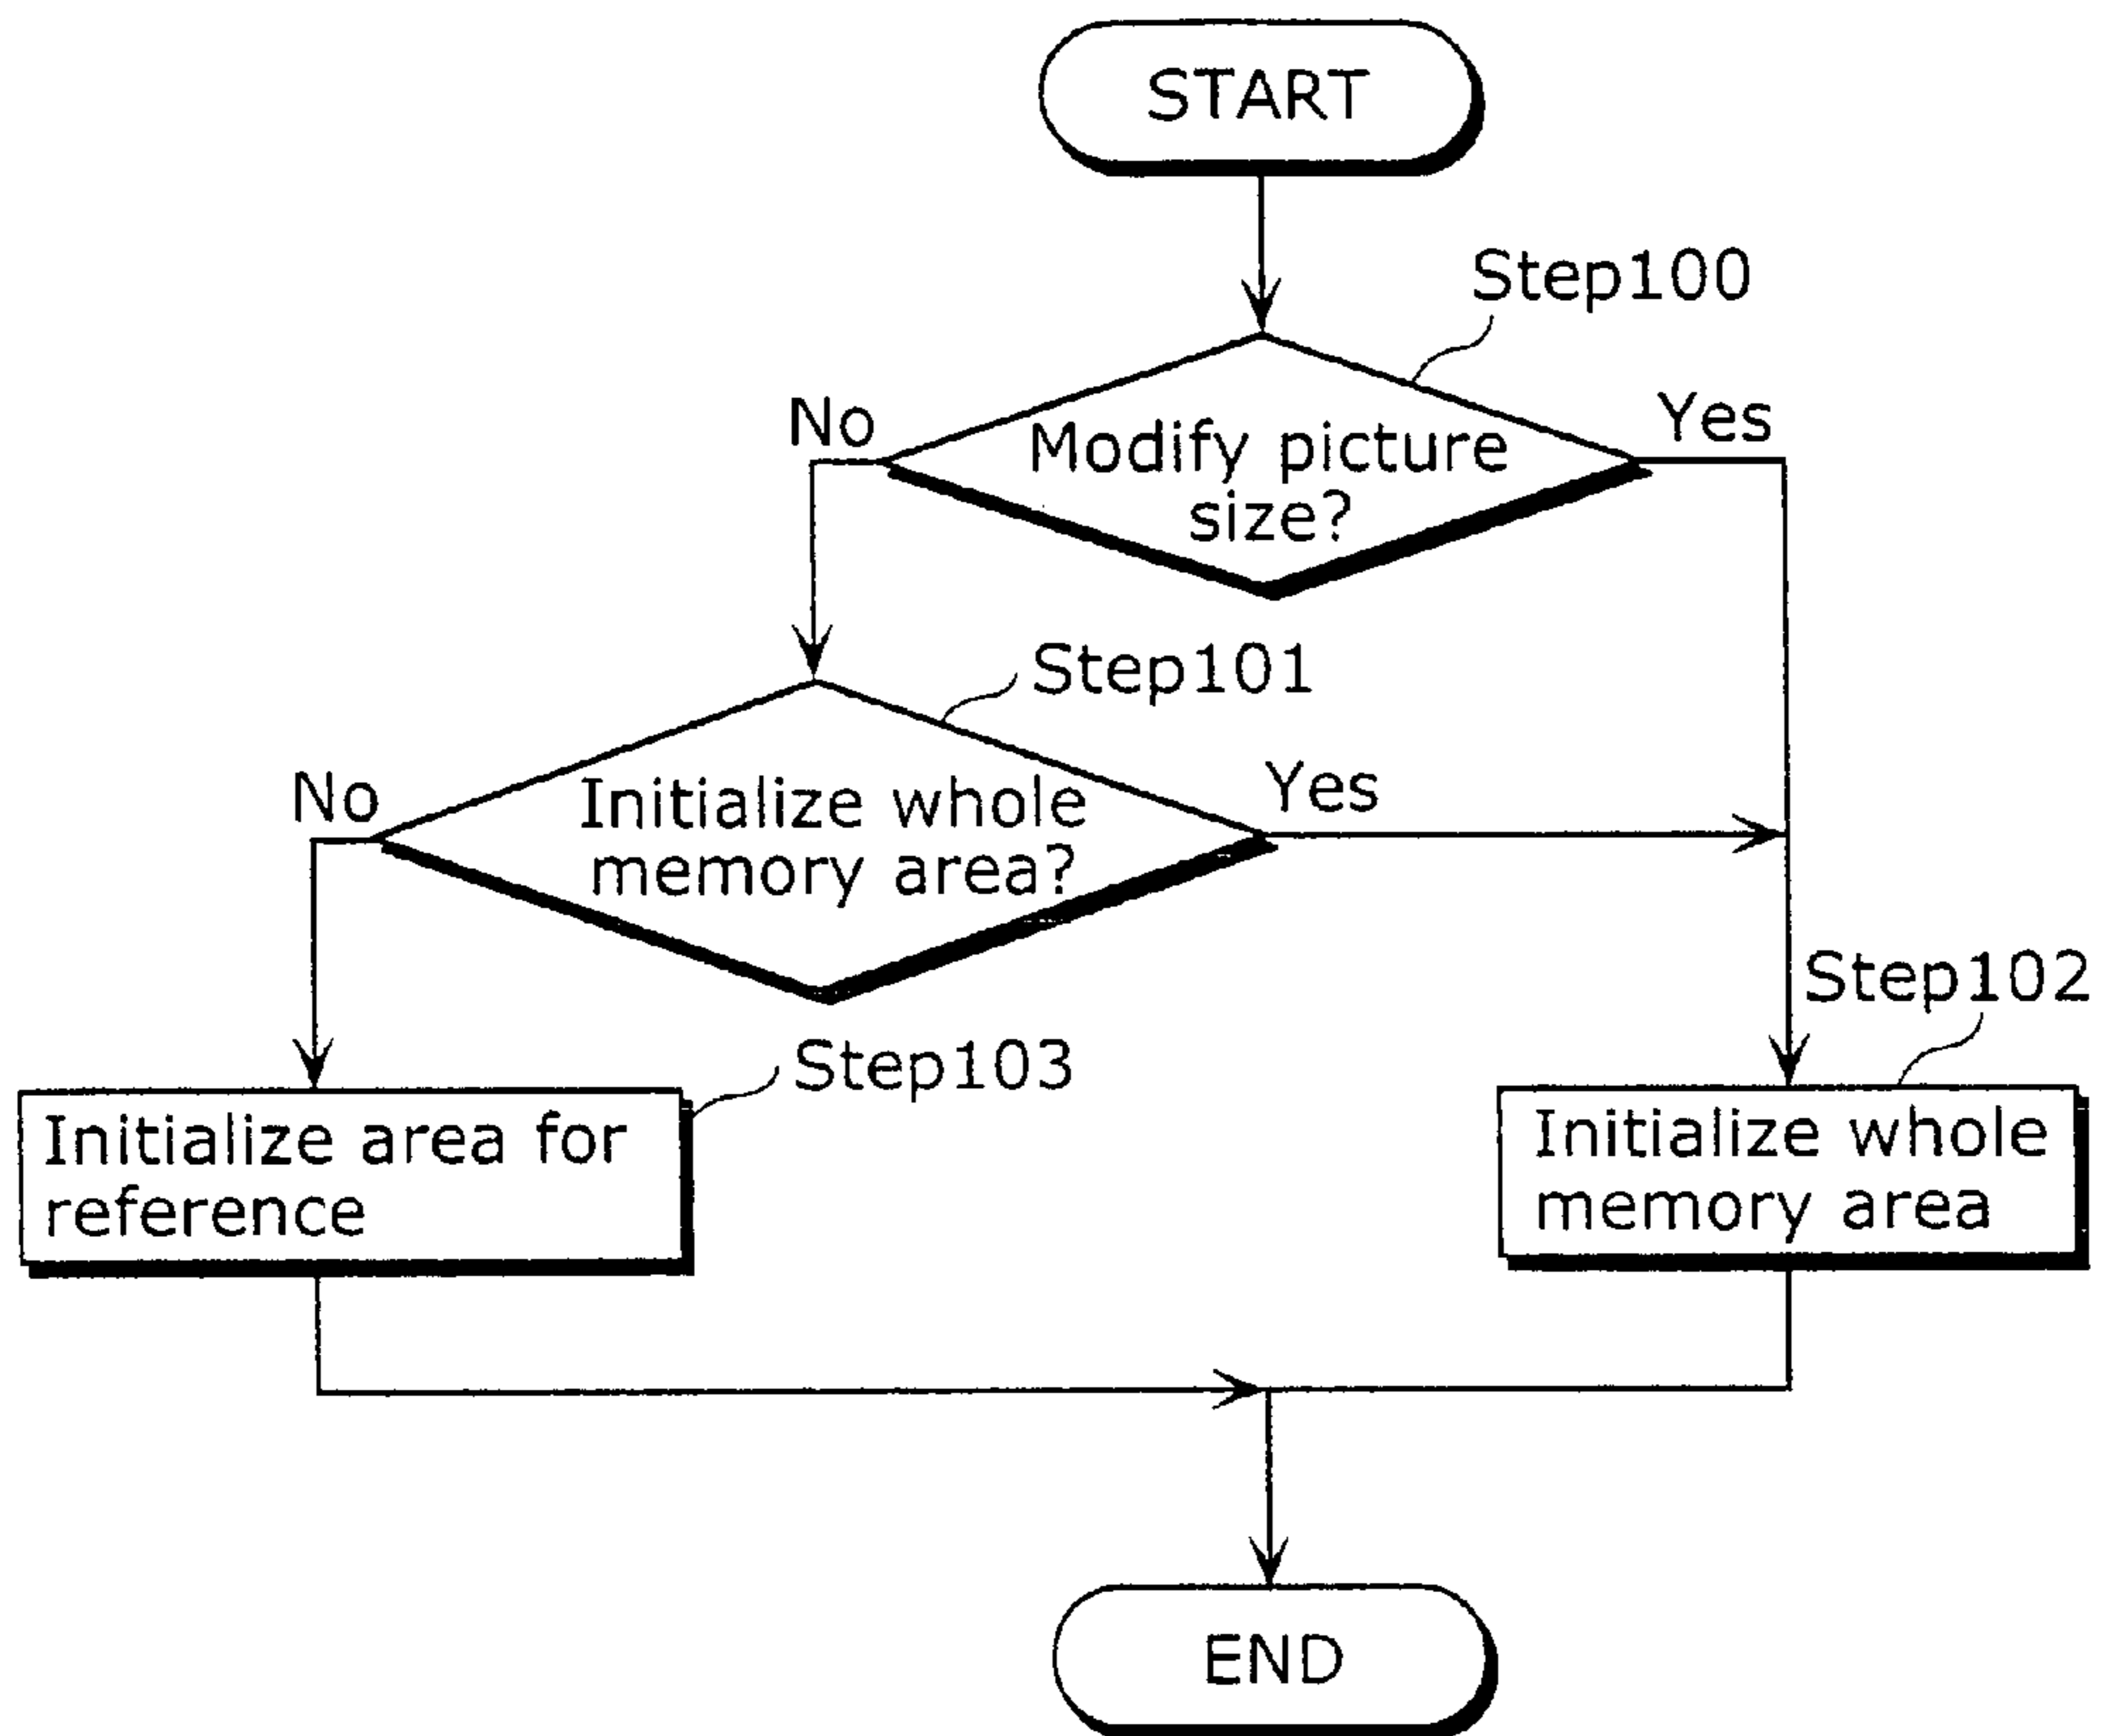 START
Step100
No
Yes
Modify picture
size?
Step101
No
Yes
Initialize whole
memory area?
Step102
Step103
Initialize area for
reference
Initialize whole
memory area
END